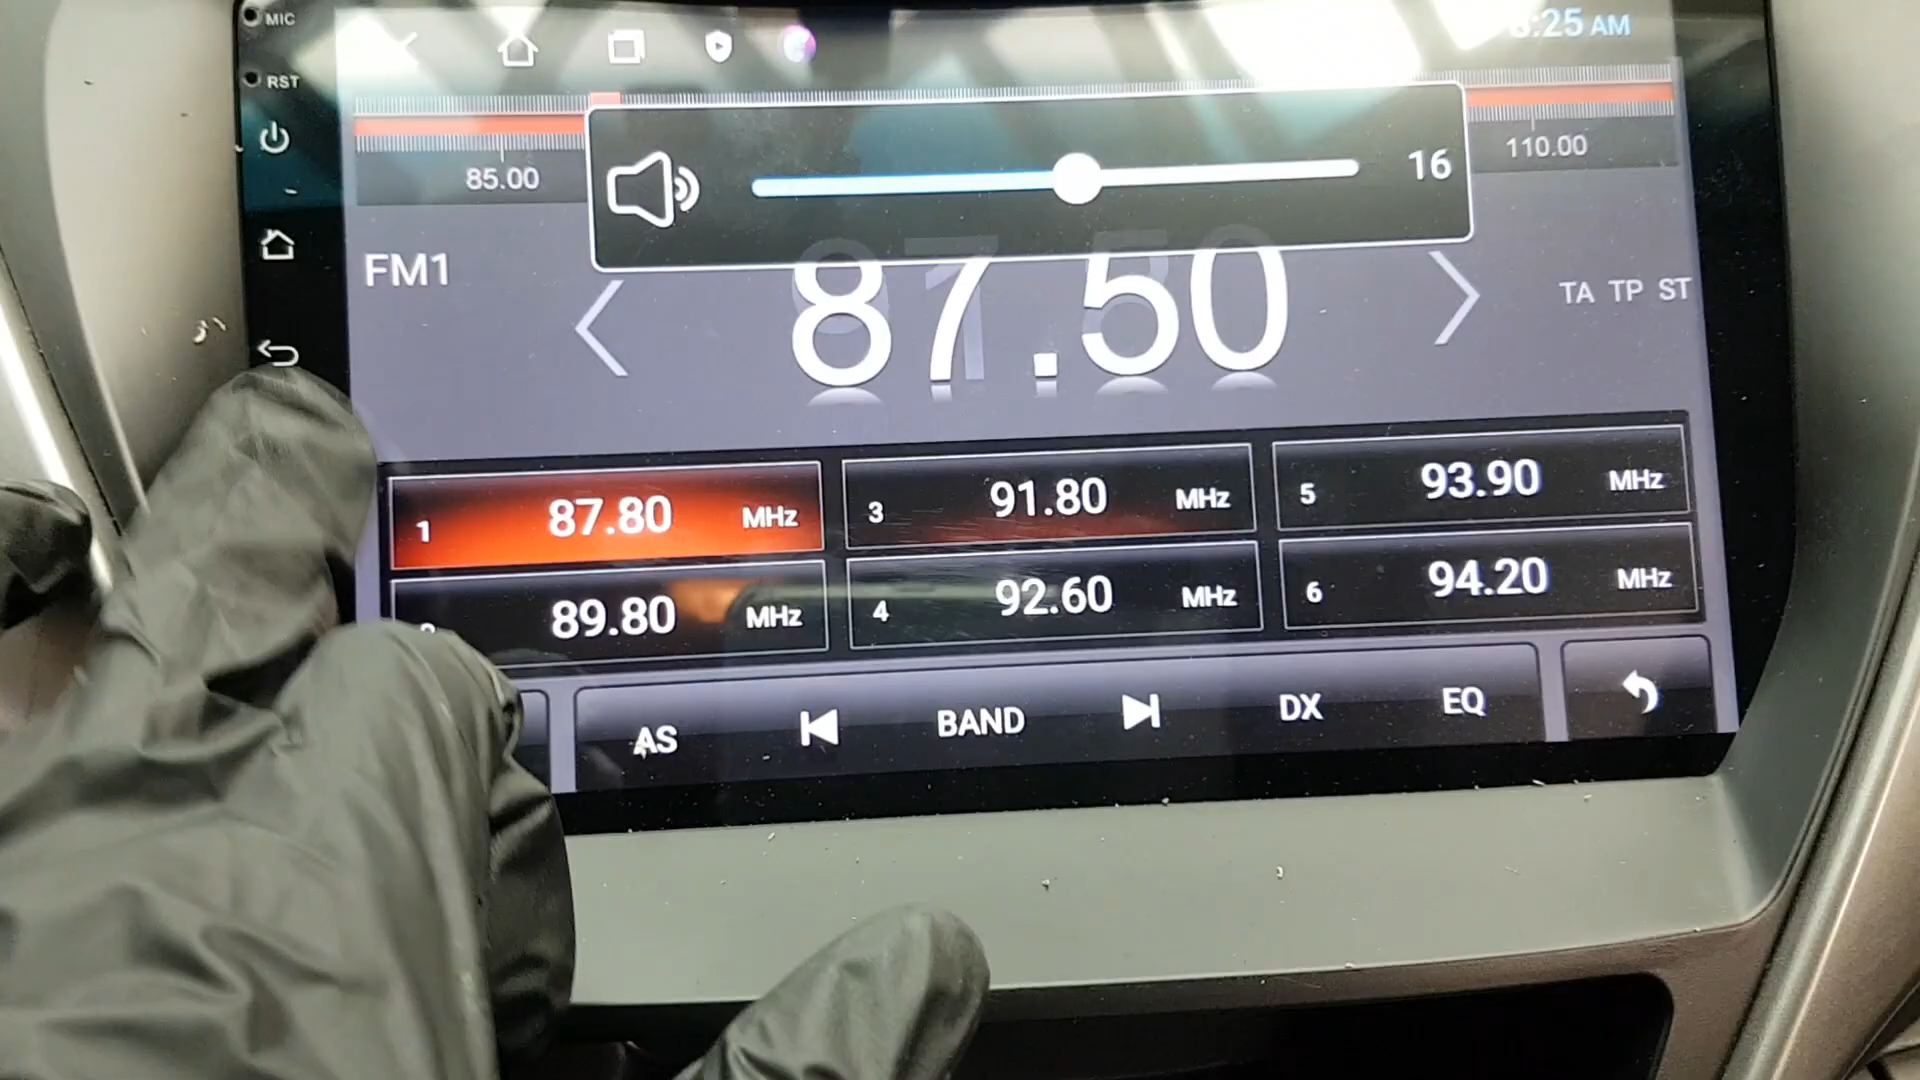 MIC
RST
:25 AM
85.00
16
110.00
FM1
87.50
TA TP ST
1 87.80 MHz
3 91.80 MHz
5 93.90 MHz
89.80 MHz
4 92.60 MHz
6 94.20 MHz
AS
BAND
DX
EQ